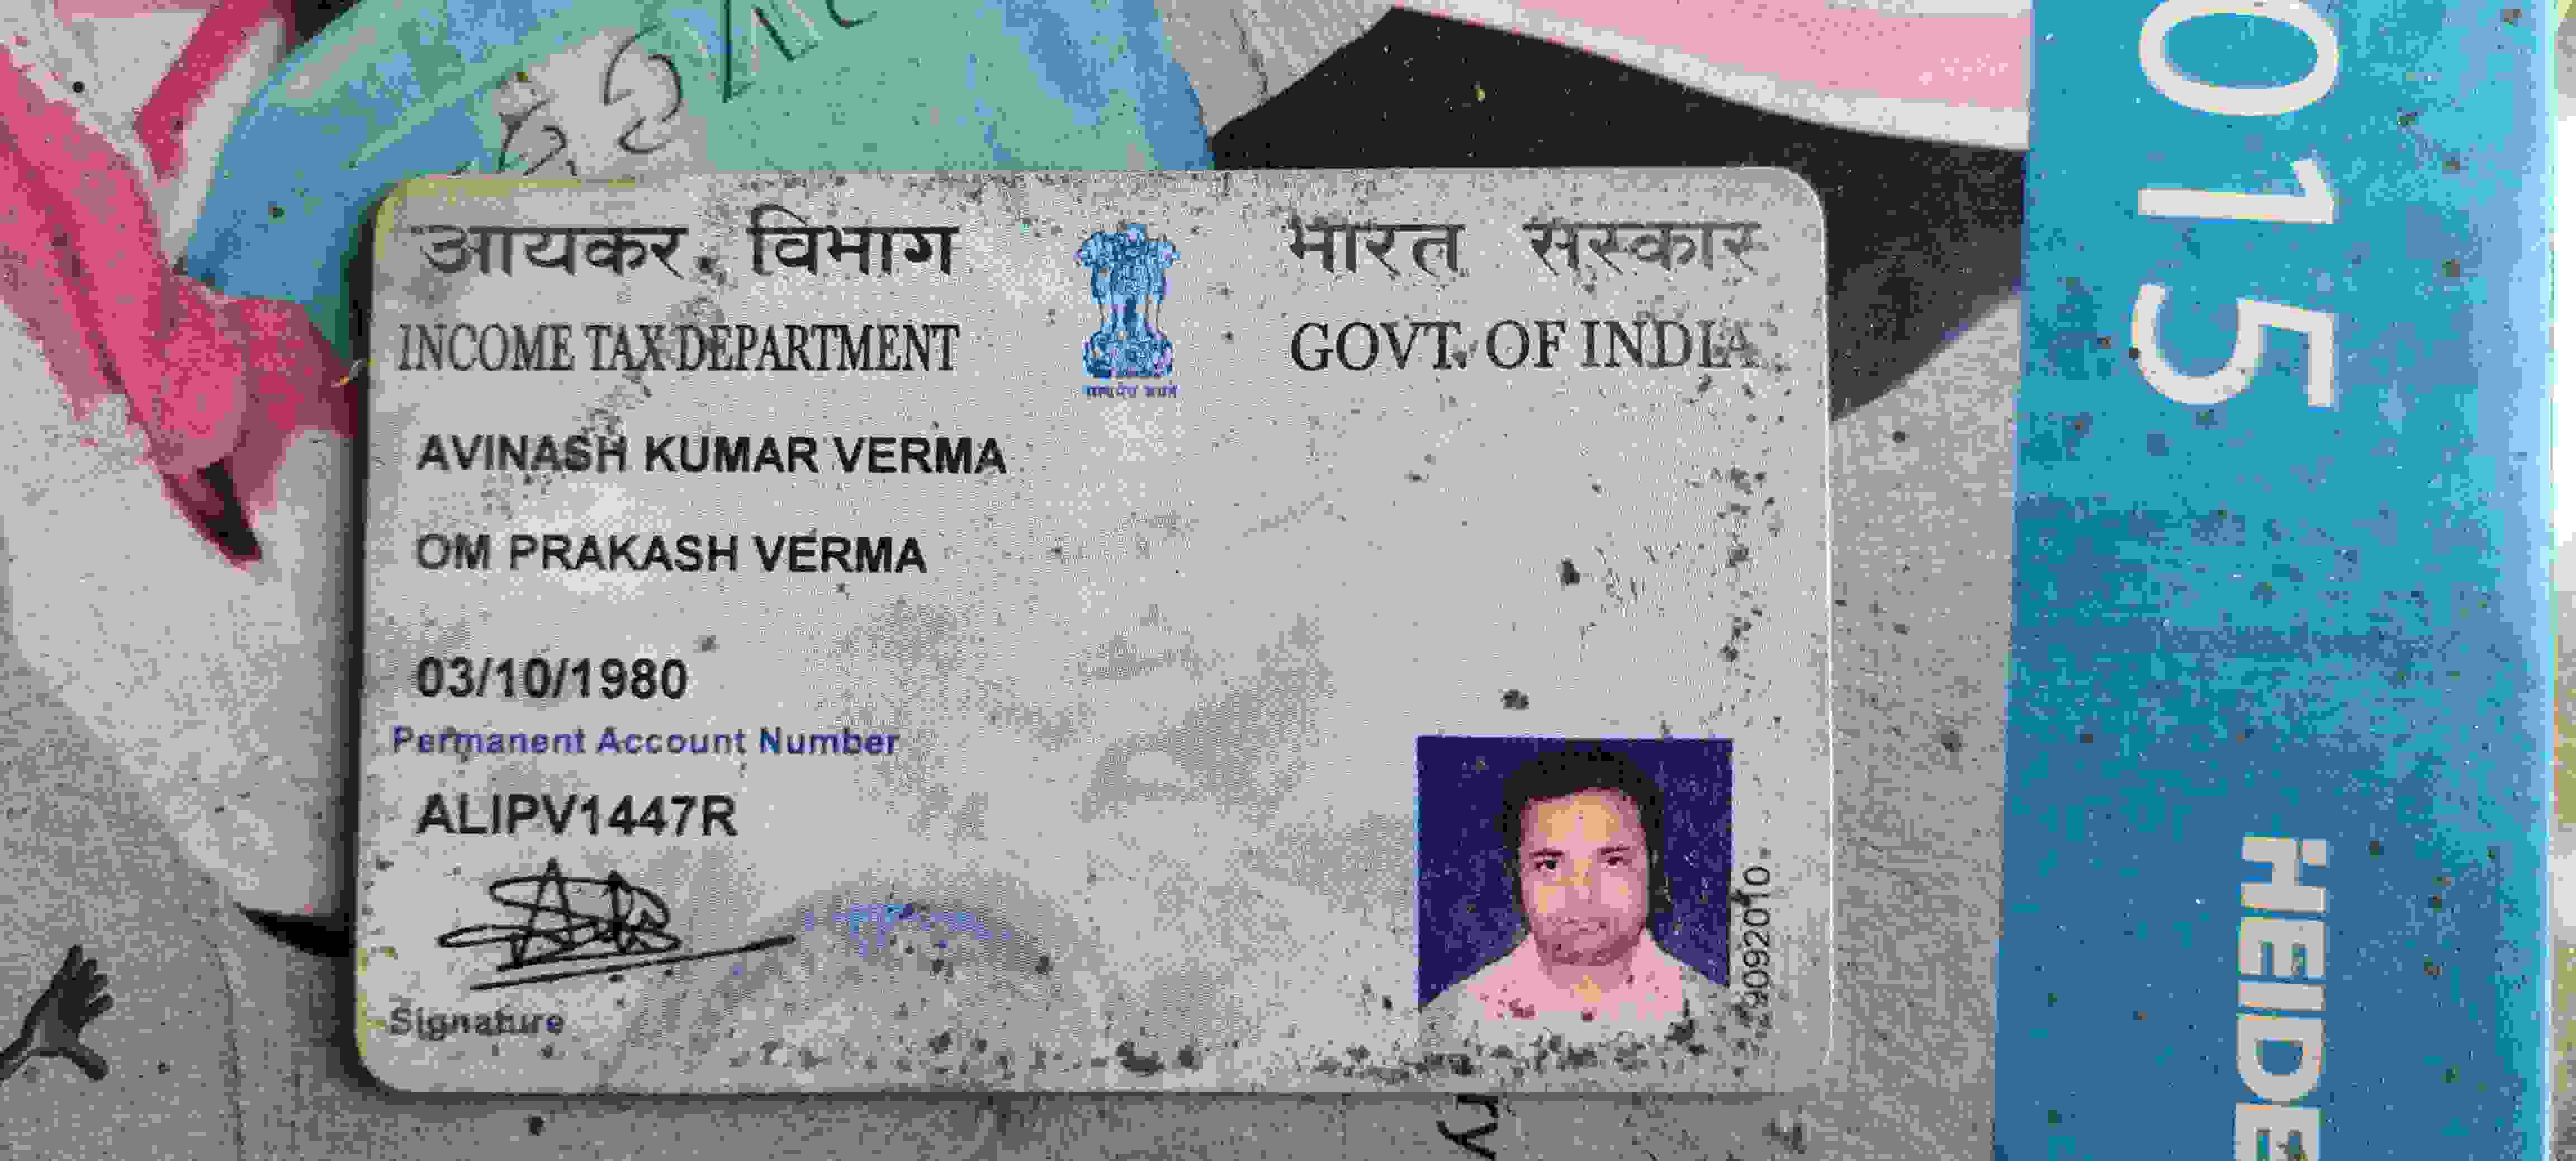 आयकर विभाग
INCOME TAX DEPARTMENT
भारत सरकार
GOVT. OF INDIA
सत्यमेव जयते
AVINASH KUMAR VERMA
OM PRAKASH VERMA
03/10/1980
Permanent Account Number
ALIPV1447R
Signature
015
HEIDE
ry